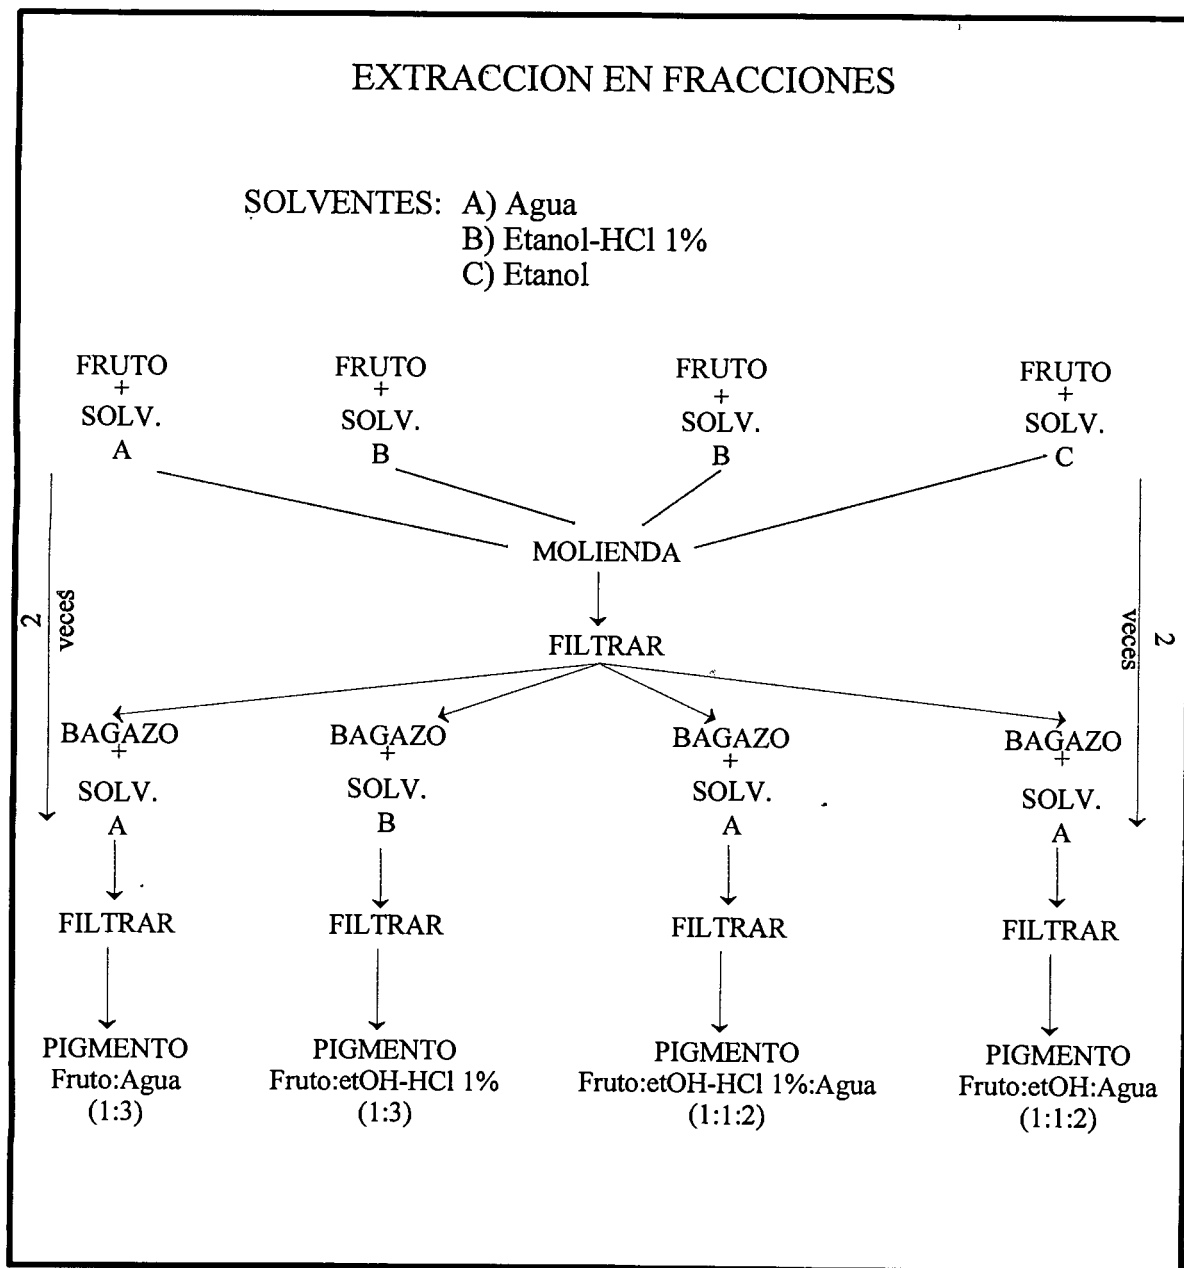 EXTRACCION EN FRACCIONES
SOLVENTES: A) Agua
B) Etanol-HCl 1%
C) Etanol
FRUTO
+
SOLV.
A
FRUTO
+
SOLV.
B
FRUTO
+
SOLV.
B
FRUTO
+
SOLV.
C
MOLIENDA
FILTRAR
2
veces
2
veces
BAGAZO
+
SOLV.
A
BAGAZO
+
SOLV.
B
BAGAZO
+
SOLV.
A
BAGAZO
+
SOLV.
A
FILTRAR
FILTRAR
FILTRAR
FILTRAR
PIGMENTO
Fruto:Agua
(1:3)
PIGMENTO
Fruto:etOH-HCl 1%
(1:3)
PIGMENTO
Fruto:etOH-HCl 1%:Agua
(1:1:2)
PIGMENTO
Fruto:etOH:Agua
(1:1:2)